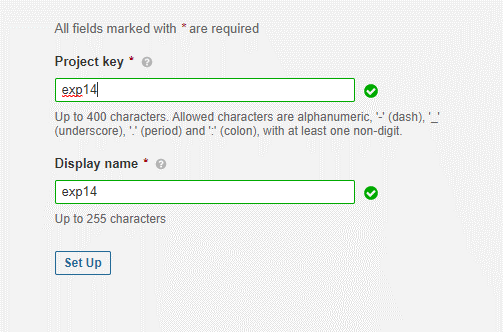 All fields marked with * are required
Project key *
exp14
Up to 400 characters. Allowed characters are alphanumeric, '-' (dash), '_'
(underscore), '.' (period) and ':' (colon), with at least one non-digit.
Display name *
exp14
Up to 255 characters
Set Up